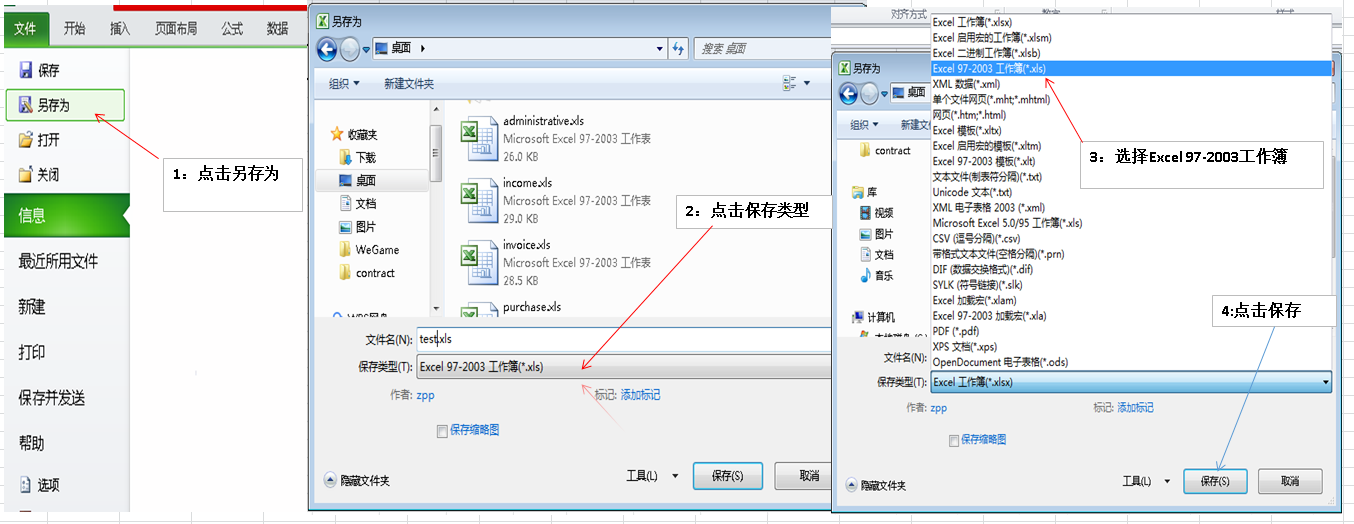 文件 开始 插入 页面布局 公式 数据
保存
另存为
打开
关闭
信息
最近所用文件
新建
打印
保存并发送
帮助
选项
1：点击另存为
另存为
桌面
搜索 桌面
组织 新建文件夹
收藏夹
下载
桌面
文档
图片
WeGame
contract
administrative.xls
Microsoft Excel 97-2003 工作表
26.0 KB
income.xls
Microsoft Excel 97-2003 工作表
29.0 KB
invoice.xls
Microsoft Excel 97-2003 工作表
28.5 KB
purchase.xls
2：点击保存类型
文件名(N): test.xls
保存类型(T): Excel 97-2003 工作簿(*.xls)
作者: zpp 标记: 添加标记
保存缩略图
隐藏文件夹 工具(L) 保存(S) 取消
对齐方式
另存为
桌面
组织 新建文
contract
库
视频
图片
文档
音乐
计算机
Excel 工作簿(*.xlsx)
Excel 启用宏的工作簿(*.xlsm)
Excel 二进制工作簿(*.xlsb)
Excel 97-2003 工作簿(*.xls)
XML 数据(*.xml)
单个文件网页(*.mht;*.mhtml)
网页(*.htm;*.html)
Excel 模板(*.xltx)
Excel 启用宏的模板(*.xltm)
Excel 97-2003 模板(*.xlt)
文本文件(制表符分隔)(*.txt)
Unicode 文本(*.txt)
XML 电子表格 2003 (*.xml)
Microsoft Excel 5.0/95 工作簿(*.xls)
CSV (逗号分隔)(*.csv)
带格式文本文件(空格分隔)(*.prn)
DIF (数据交换格式)(*.dif)
SYLK (符号链接)(*.slk)
Excel 加载宏(*.xlam)
Excel 97-2003 加载宏(*.xla)
PDF (*.pdf)
XPS 文档(*.xps)
OpenDocument 电子表格(*.ods)
3：选择Excel 97-2003工作簿
4:点击保存
文件名(N):
保存类型(T): Excel 工作簿(*.xlsx)
作者: zpp 标记: 添加标记
保存缩略图
隐藏文件夹 工具(L) 保存(S) 取消